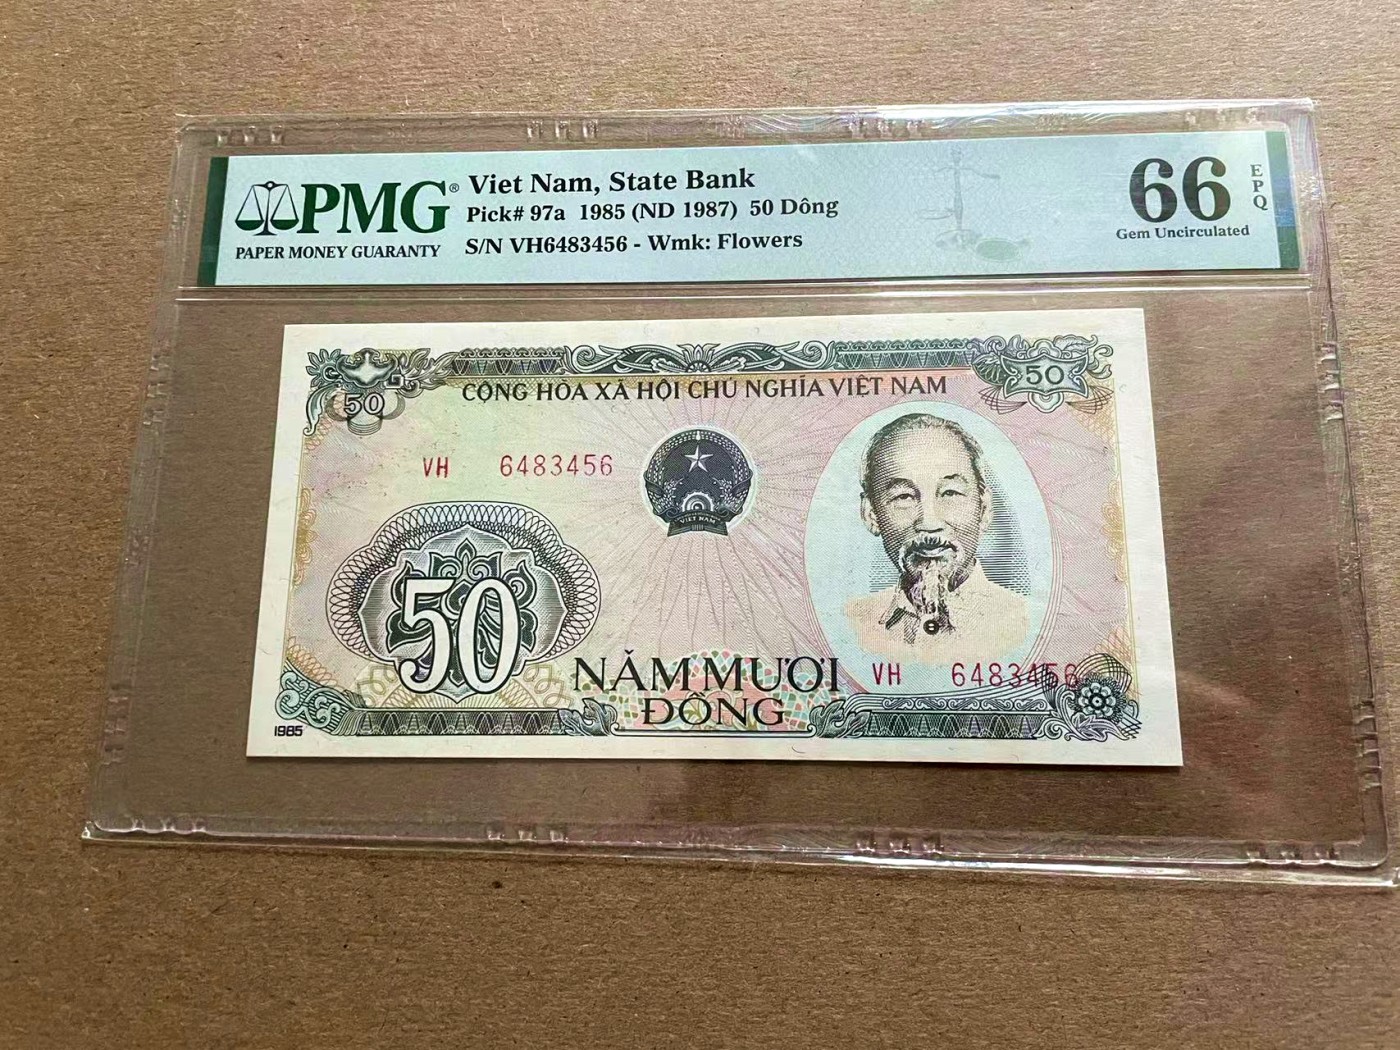 PMG®
PAPER MONEY GUARANTY
Viet Nam, State Bank
Pick# 97a 1985 (ND 1987) 50 Dông
S/N VH6483456 - Wmk: Flowers
66
EPQ
Gem Uncirculated
50
CỘNG HÒA XÃ HỘI CHỦ NGHĨA VIỆT NAM
50
VH 6483456
VIET NAM
50
NĂM MƯƠI
ĐỒNG
VH 6483456
1985